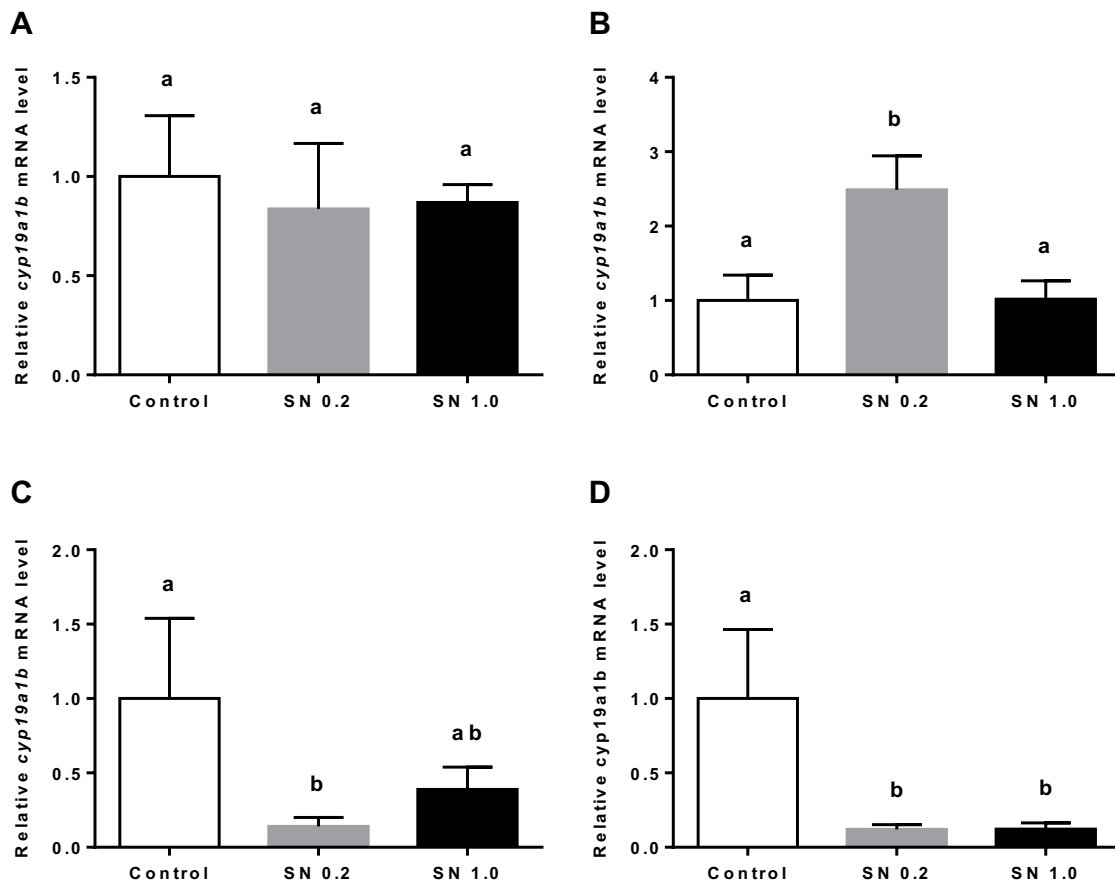 A
Relative cyp19a1b mRNA level
1.5
1.0
0.5
0.0
a
a
a
Control
SN 0.2
SN 1.0
B
Relative cyp19a1b mRNA level
4
3
2
1
0
a
b
a
Control
SN 0.2
SN 1.0
C
Relative cyp19a1b mRNA level
2.0
1.5
1.0
0.5
0.0
a
b
ab
Control
SN 0.2
SN 1.0
D
Relative cyp19a1b mRNA level
2.0
1.5
1.0
0.5
0.0
a
b
b
Control
SN 0.2
SN 1.0